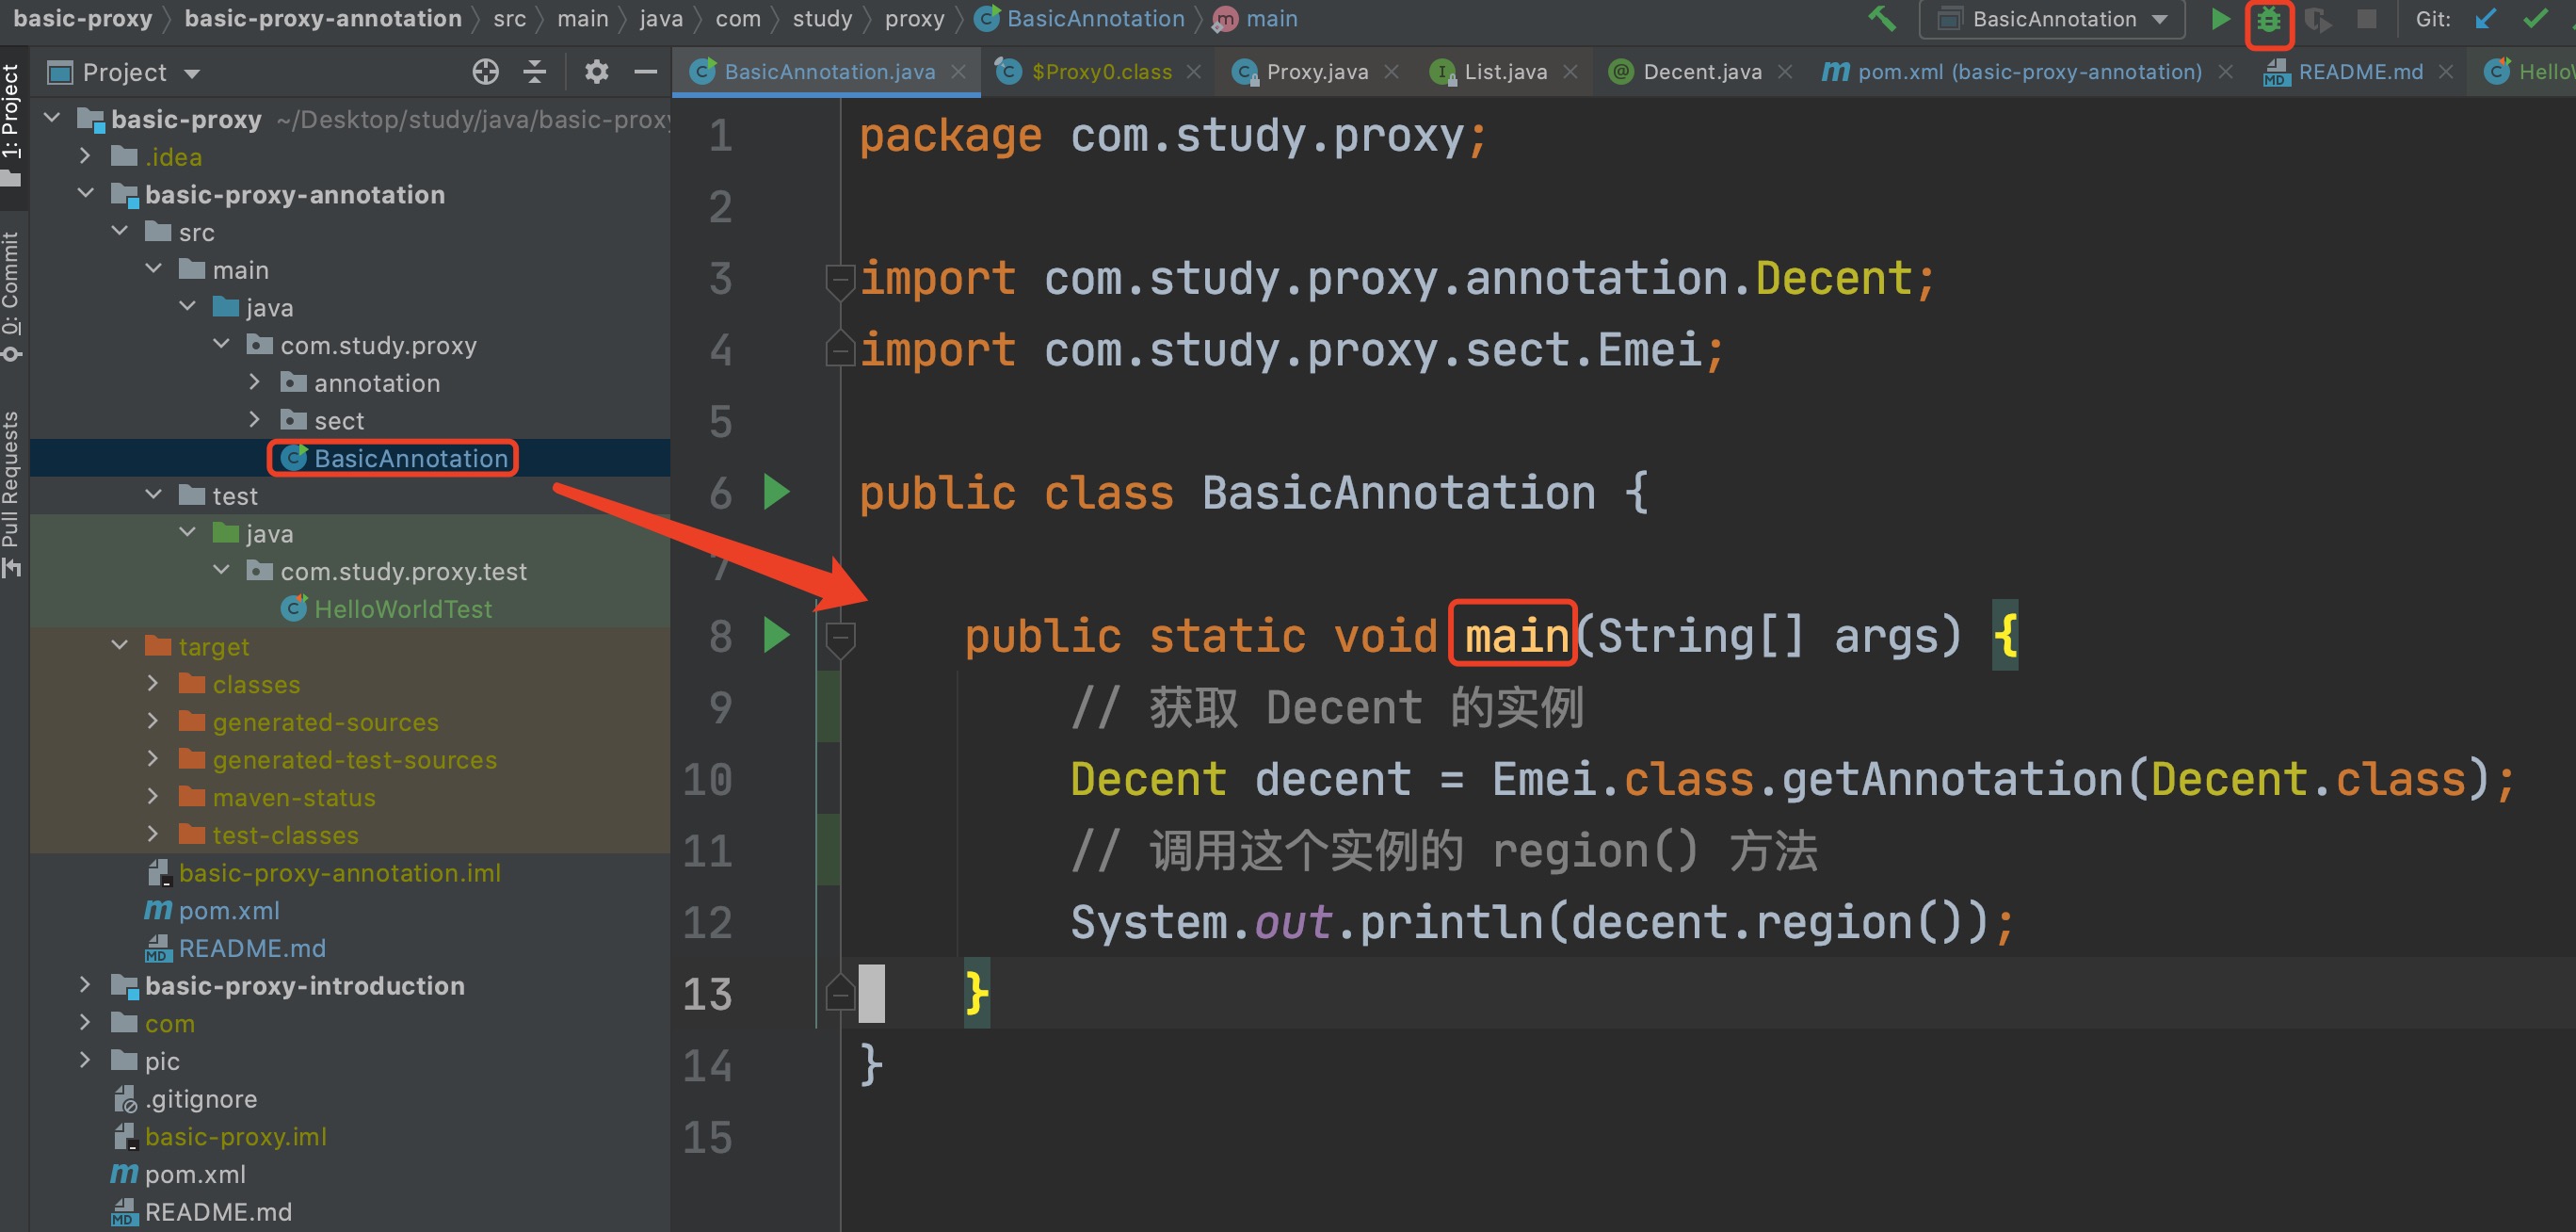 basic-proxy basic-proxy-annotation src main java com study proxy BasicAnnotation main BasicAnnotation Git:
Project BasicAnnotation.java $Proxy0.class Proxy.java List.java Decent.java pom.xml (basic-proxy-annotation) README.md
1: Project
0: Commit
Pull Requests
basic-proxy ~/Desktop/study/java/basic-proxy
.idea
basic-proxy-annotation
src
main
java
com.study.proxy
annotation
sect
BasicAnnotation
test
java
com.study.proxy.test
HelloWorldTest
target
classes
generated-sources
generated-test-sources
maven-status
test-classes
basic-proxy-annotation.iml
pom.xml
README.md
basic-proxy-introduction
com
pic
.gitignore
basic-proxy.iml
pom.xml
README.md
1 package com.study.proxy;
2
3 import com.study.proxy.annotation.Decent;
4 import com.study.proxy.sect.Emei;
5
6 public class BasicAnnotation {
7
8 public static void main(String[] args) {
9 // 获取 Decent 的实例
10 Decent decent = Emei.class.getAnnotation(Decent.class);
11 // 调用这个实例的 region() 方法
12 System.out.println(decent.region());
13 }
14 }
15